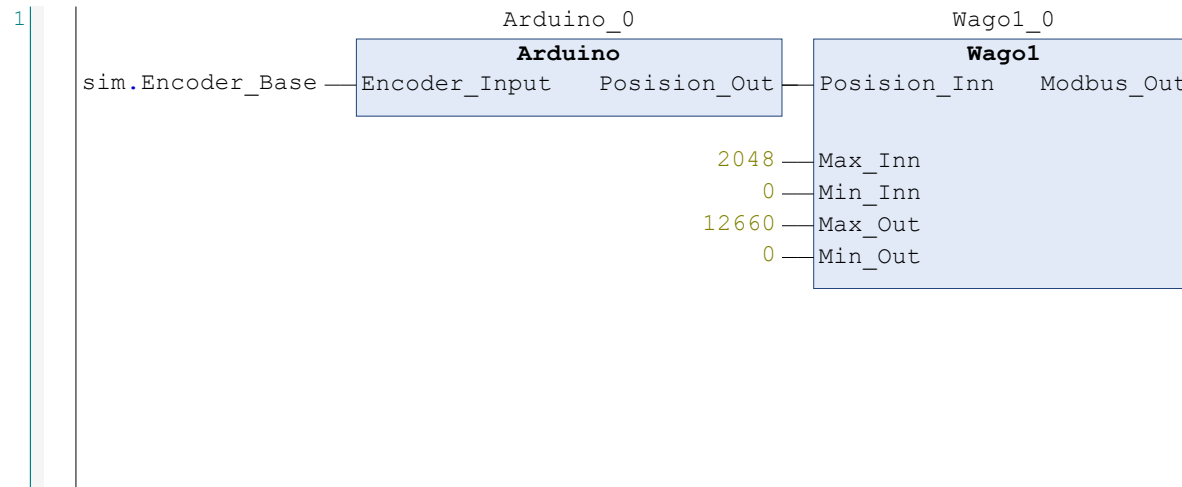 1
Arduino_0 Wago1_0
Arduino Wago1
sim.Encoder_Base Encoder_Input Posision_Out Posision_Inn Modbus_Out
2048 Max_Inn
0 Min_Inn
12660 Max_Out
0 Min_Out